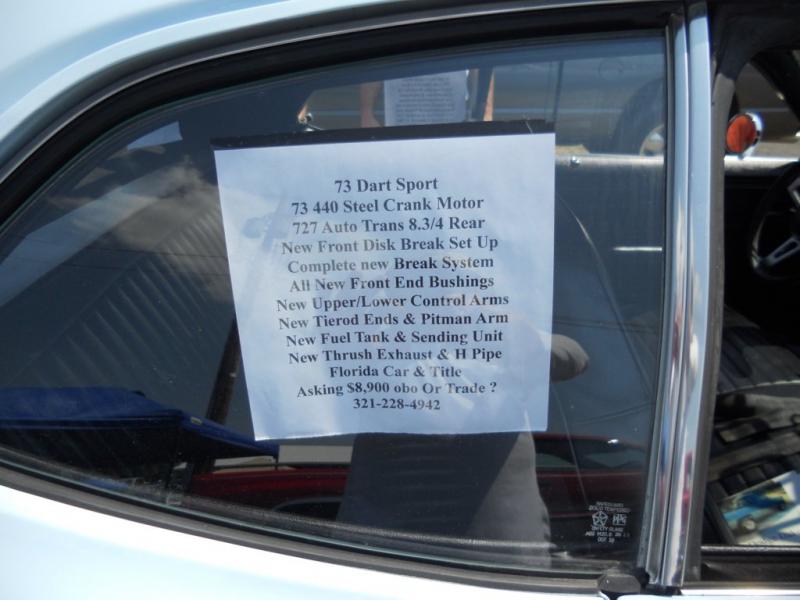 73 Dart Sport
73 440 Steel Crank Motor
727 Auto Trans 8.3/4 Rear
New Front Disk Break Set Up
Complete new Break System
All New Front End Bushings
New Upper/Lower Control Arms
New Tierod Ends & Pitman Arm
New Fuel Tank & Sending Unit
New Thrush Exhaust & H Pipe
Florida Car & Title
Asking $8,900 obo Or Trade ?
321-228-4942
SAFETY GLASS